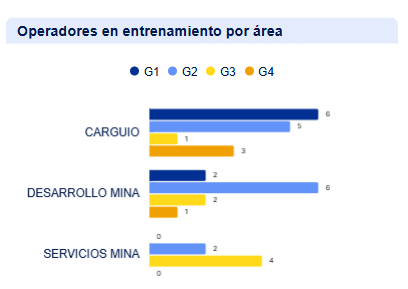 Operadores en entrenamiento por área
G1 G2 G3 G4
CARGUIO
6
5
1
3
DESARROLLO MINA
2
6
2
1
SERVICIOS MINA
0
2
4
0